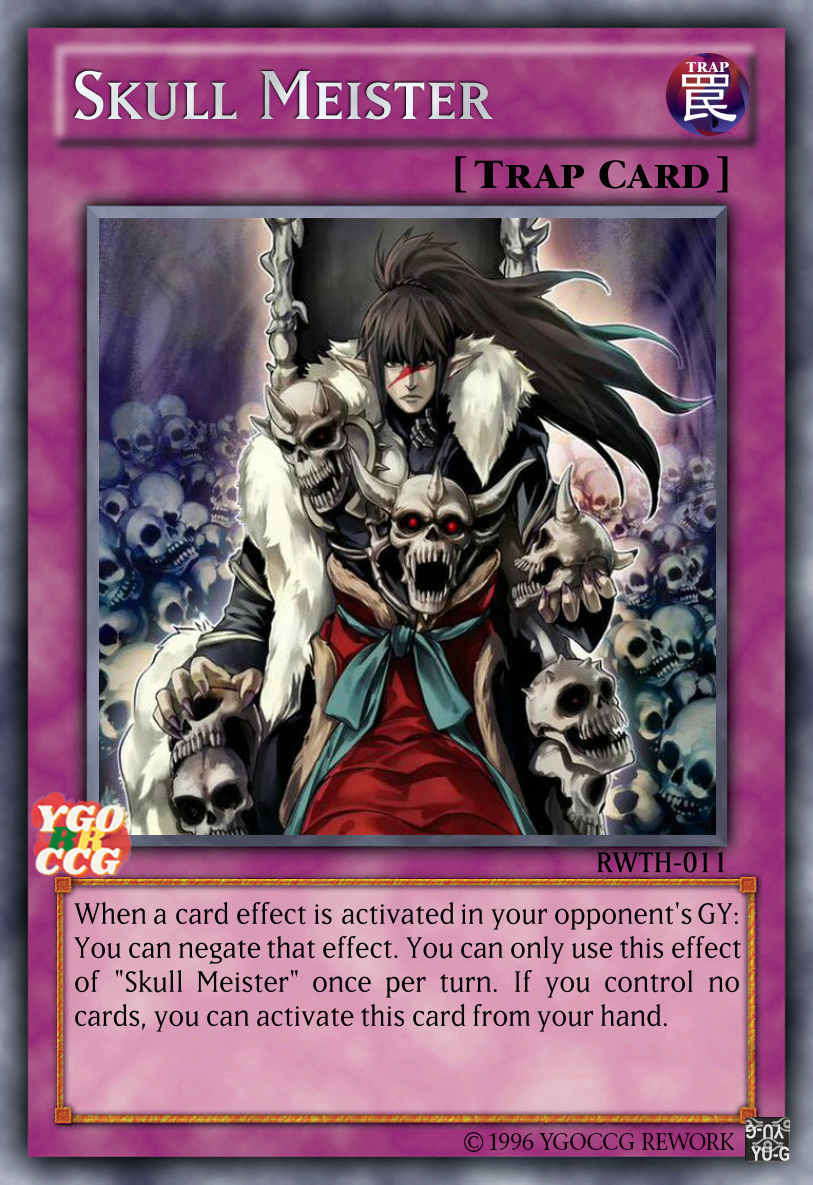 Skull Meister
TRAP
罠
[Trap Card]
YGO
RR
CCG
RWTH-011
When a card effect is activated in your opponent's GY:
You can negate that effect. You can only use this effect
of "Skull Meister" once per turn. If you control no
cards, you can activate this card from your hand.
© 1996 YGOCCG REWORK
YU-G